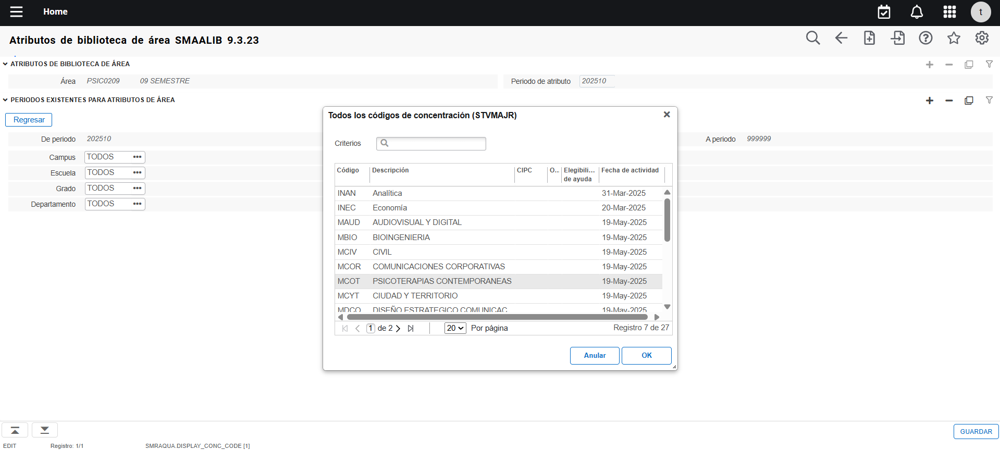 Home
t
Atributos de biblioteca de área SMAALIB 9.3.23
ATRIBUTOS DE BIBLIOTECA DE ÁREA
Área PSIC0209 09 SEMESTRE Periodo de atributo 202510
PERIODOS EXISTENTES PARA ATRIBUTOS DE ÁREA
Regresar
De periodo 202510 A periodo 999999
Campus TODOS •••
Escuela TODOS •••
Grado TODOS •••
Departamento TODOS •••
Todos los códigos de concentración (STVMAJR)
Criterios
Código Descripción CIPC O.. Elegibili... de ayuda Fecha de actividad
INAN Analítica 31-Mar-2025
INEC Economía 20-Mar-2025
MAUD AUDIOVISUAL Y DIGITAL 19-May-2025
MBIO BIOINGENIERIA 19-May-2025
MCIV CIVIL 19-May-2025
MCOR COMUNICACIONES CORPORATIVAS 19-May-2025
MCOT PSICOTERAPIAS CONTEMPORANEAS 19-May-2025
MCYT CIUDAD Y TERRITORIO 19-May-2025
MDCO DISEÑO ESTRATEGICO COMUNICAC 19-May-2025
1 de 2 20 Por página Registro 7 de 27
Anular OK
GUARDAR
EDIT Registro: 1/1 SMRAQUA.DISPLAY_CONC_CODE [1]